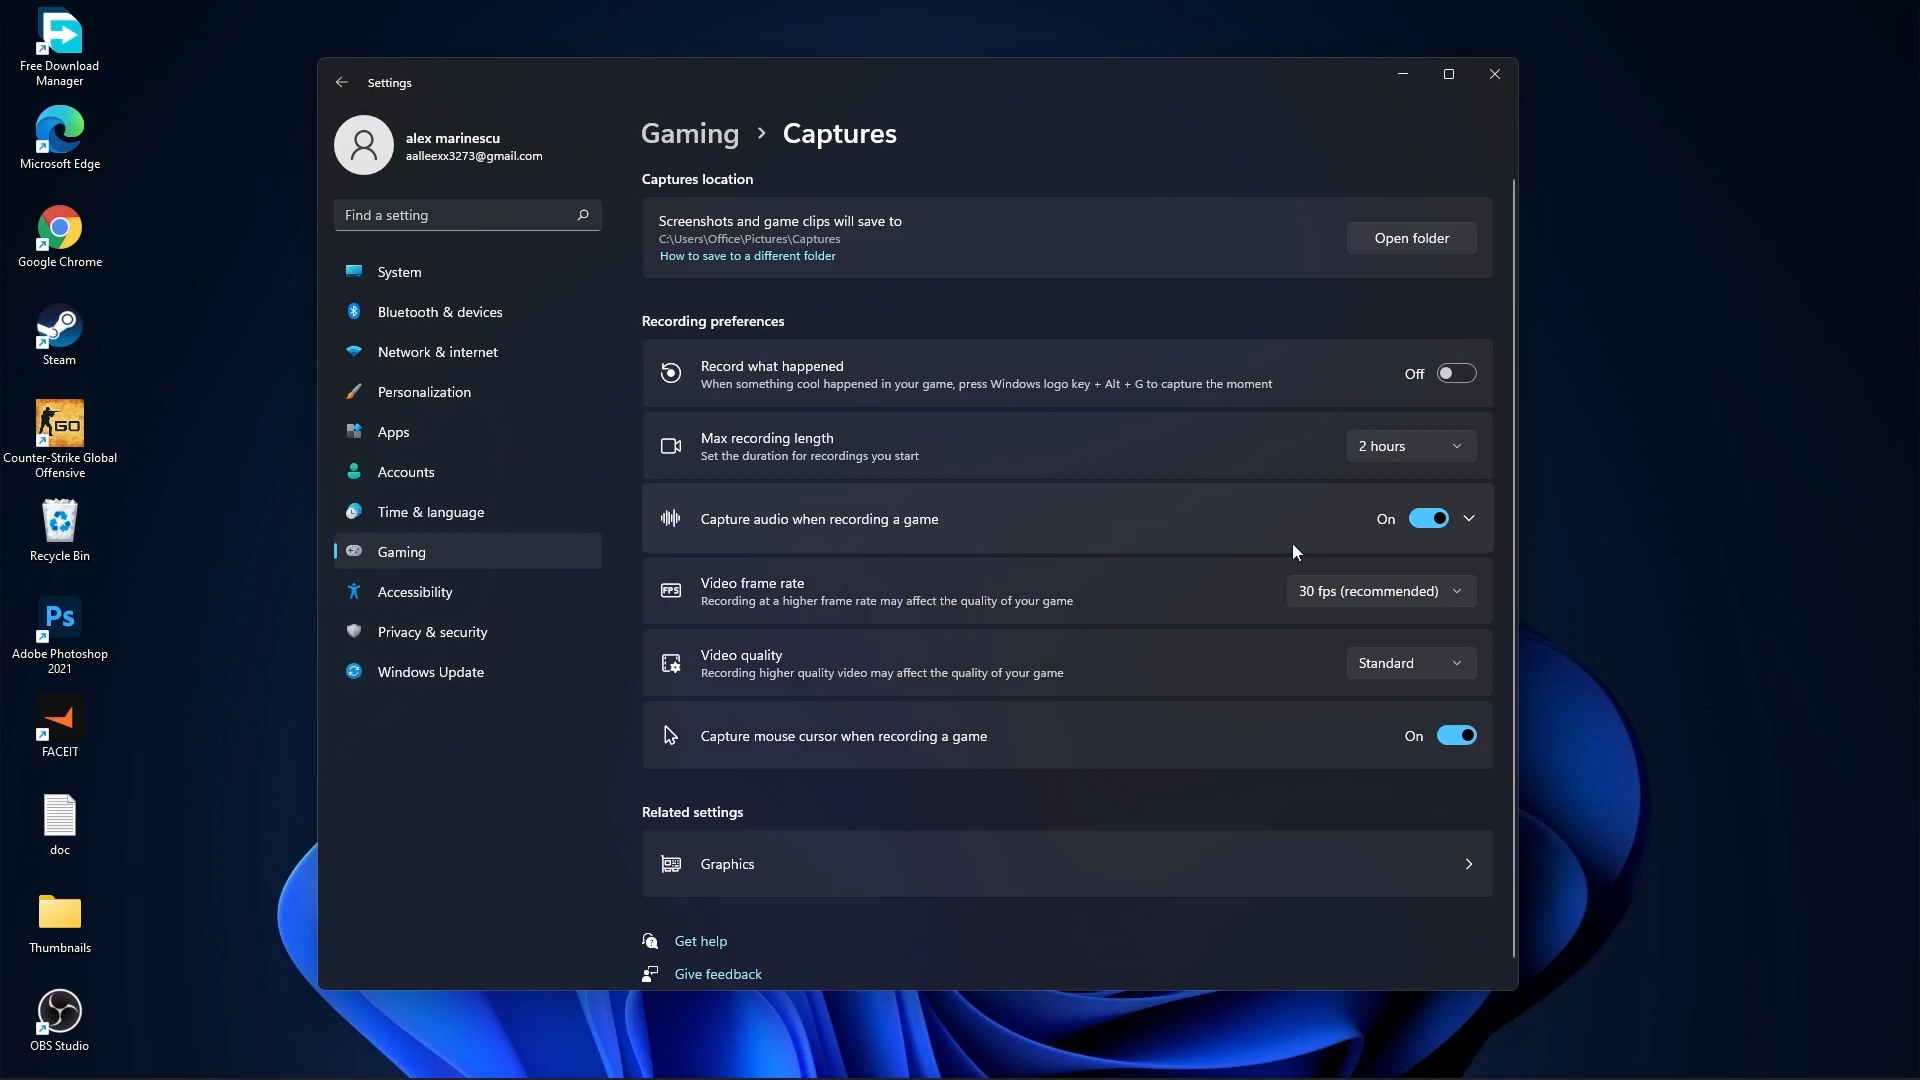 Free Download
Manager
Microsoft Edge
Google Chrome
Steam
GO
Counter-Strike Global
Offensive
Recycle Bin
Ps
Adobe Photoshop
2021
FACEIT
doc
Thumbnails
OBS Studio
Settings
alex marinescu
aalleexx3273@gmail.com
Find a setting
System
Bluetooth & devices
Network & internet
Personalization
Apps
Accounts
Time & language
Gaming
Accessibility
Privacy & security
Windows Update
Gaming › Captures
Captures location
Screenshots and game clips will save to
C:\Users\Office\Pictures\Captures
How to save to a different folder
Open folder
Recording preferences
Record what happened
When something cool happened in your game, press Windows logo key + Alt + G to capture the moment
Off
Max recording length
Set the duration for recordings you start
2 hours
Capture audio when recording a game
On
FPS
Video frame rate
Recording at a higher frame rate may affect the quality of your game
30 fps (recommended)
Video quality
Recording higher quality video may affect the quality of your game
Standard
Capture mouse cursor when recording a game
On
Related settings
Graphics
Get help
Give feedback